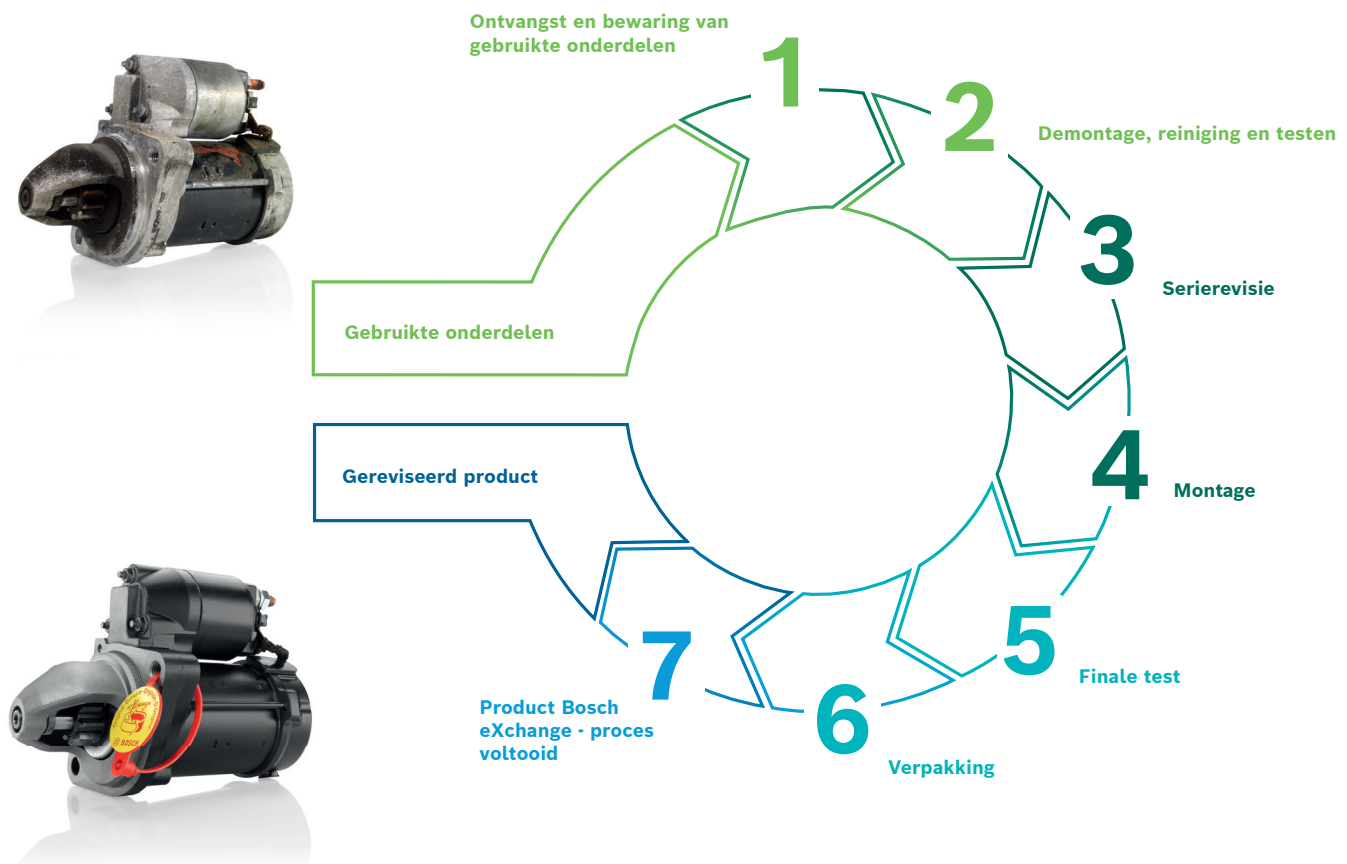 Ontvangst en bewaring van
gebruikte onderdelen
1
2
Demontage, reiniging en testen
3
Serierevisie
Gebruikte onderdelen
4
Montage
Gereviseerd product
5
Finale test
6
Verpakking
7
Product Bosch
eXchange - proces
voltooid
BOSCH